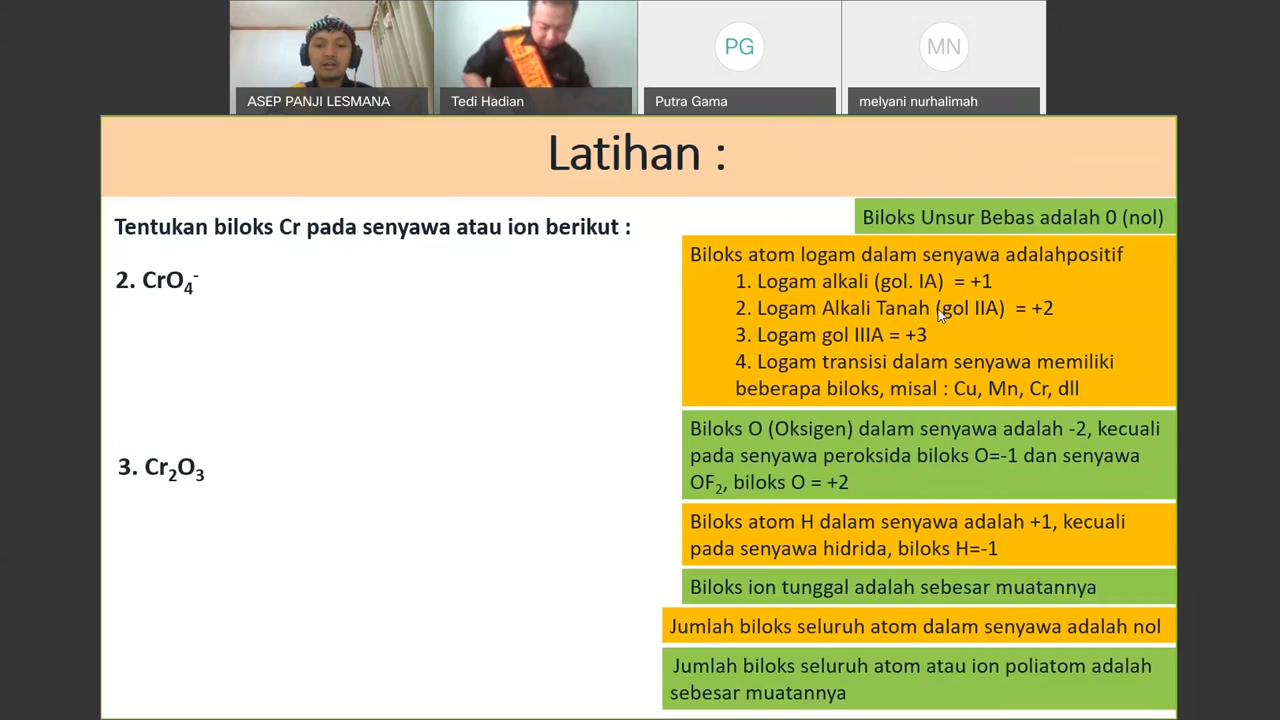 PG
MN
ASEP PANJI LESMANA
Tedi Hadian
Putra Gama
melyani nurhalimah
Latihan :
Tentukan biloks Cr pada senyawa atau ion berikut :
2. CrO₄⁻
3. Cr₂O₃
Biloks Unsur Bebas adalah 0 (nol)
Biloks atom logam dalam senyawa adalahpositif
1. Logam alkali (gol. IA) = +1
2. Logam Alkali Tanah (gol IIA) = +2
3. Logam gol IIIA = +3
4. Logam transisi dalam senyawa memiliki
beberapa biloks, misal : Cu, Mn, Cr, dll
Biloks O (Oksigen) dalam senyawa adalah -2, kecuali
pada senyawa peroksida biloks O=-1 dan senyawa
OF₂, biloks O = +2
Biloks atom H dalam senyawa adalah +1, kecuali
pada senyawa hidrida, biloks H=-1
Biloks ion tunggal adalah sebesar muatannya
Jumlah biloks seluruh atom dalam senyawa adalah nol
Jumlah biloks seluruh atom atau ion poliatom adalah
sebesar muatannya